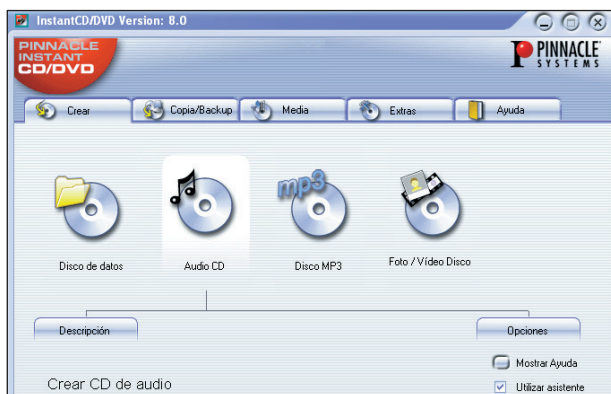 InstantCD/DVD Version: 8.0
PINNACLE
INSTANT
CD/DVD
PINNACLE
SYSTEMS
Crear
Copia/Backup
Media
Extras
Ayuda
mp3
Disco de datos
Audio CD
Disco MP3
Foto / Vídeo Disco
Descripción
Opciones
Mostrar Ayuda
Crear CD de audio
Utilizar asistente